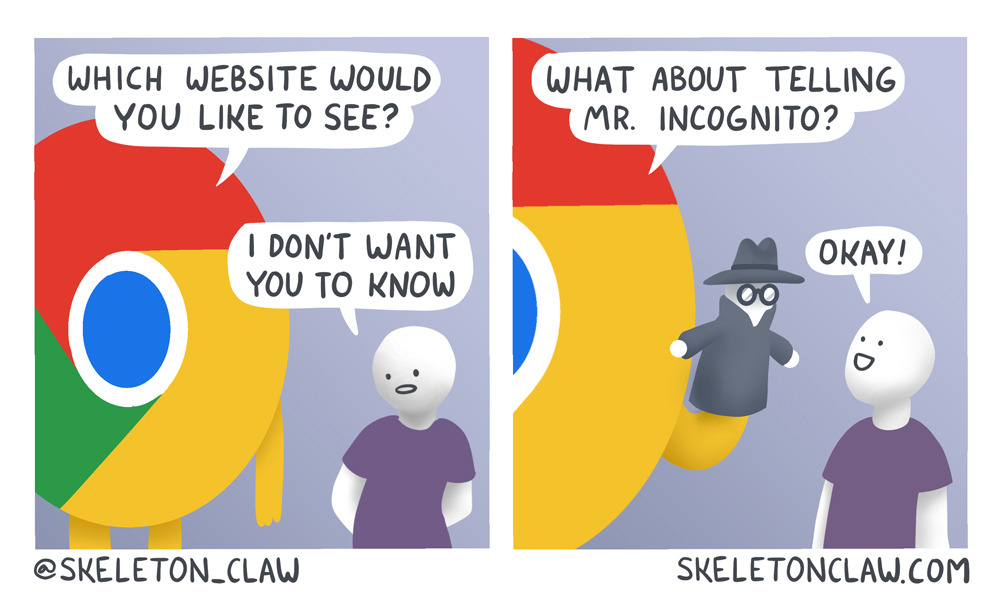 WHICH WEBSITE WOULD
YOU LIKE TO SEE?
I DON'T WANT
YOU TO KNOW
WHAT ABOUT TELLING
MR. INCOGNITO?
OKAY!
@SKELETON_CLAW
SKELETONCLAW.COM